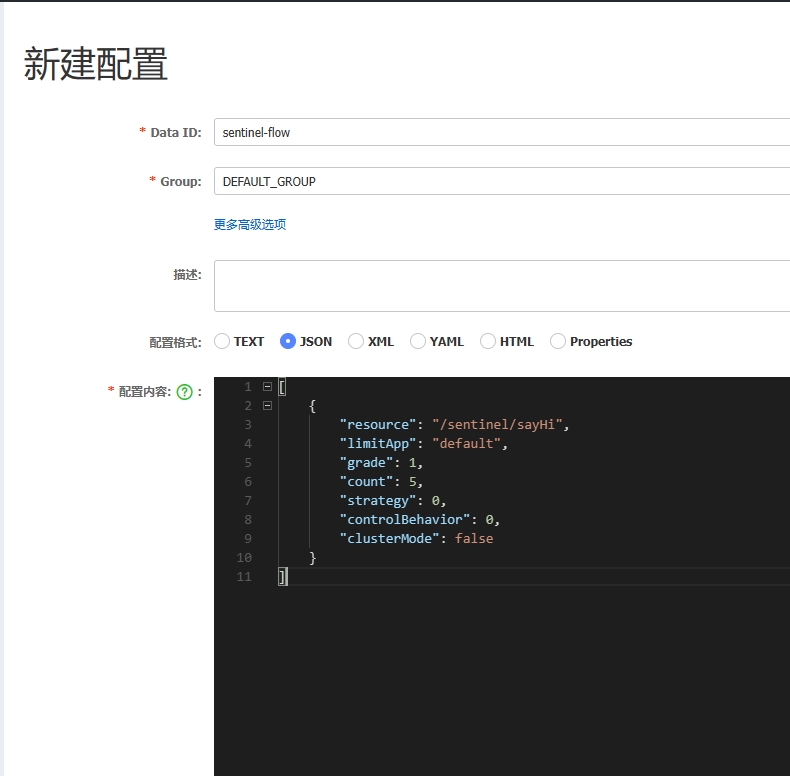 新建配置
* Data ID: sentinel-flow
* Group: DEFAULT_GROUP
更多高级选项
描述:
配置格式: TEXT JSON XML YAML HTML Properties
* 配置内容: ? :
1 [
2 {
3 "resource": "/sentinel/sayHi",
4 "limitApp": "default",
5 "grade": 1,
6 "count": 5,
7 "strategy": 0,
8 "controlBehavior": 0,
9 "clusterMode": false
10 }
11 ]